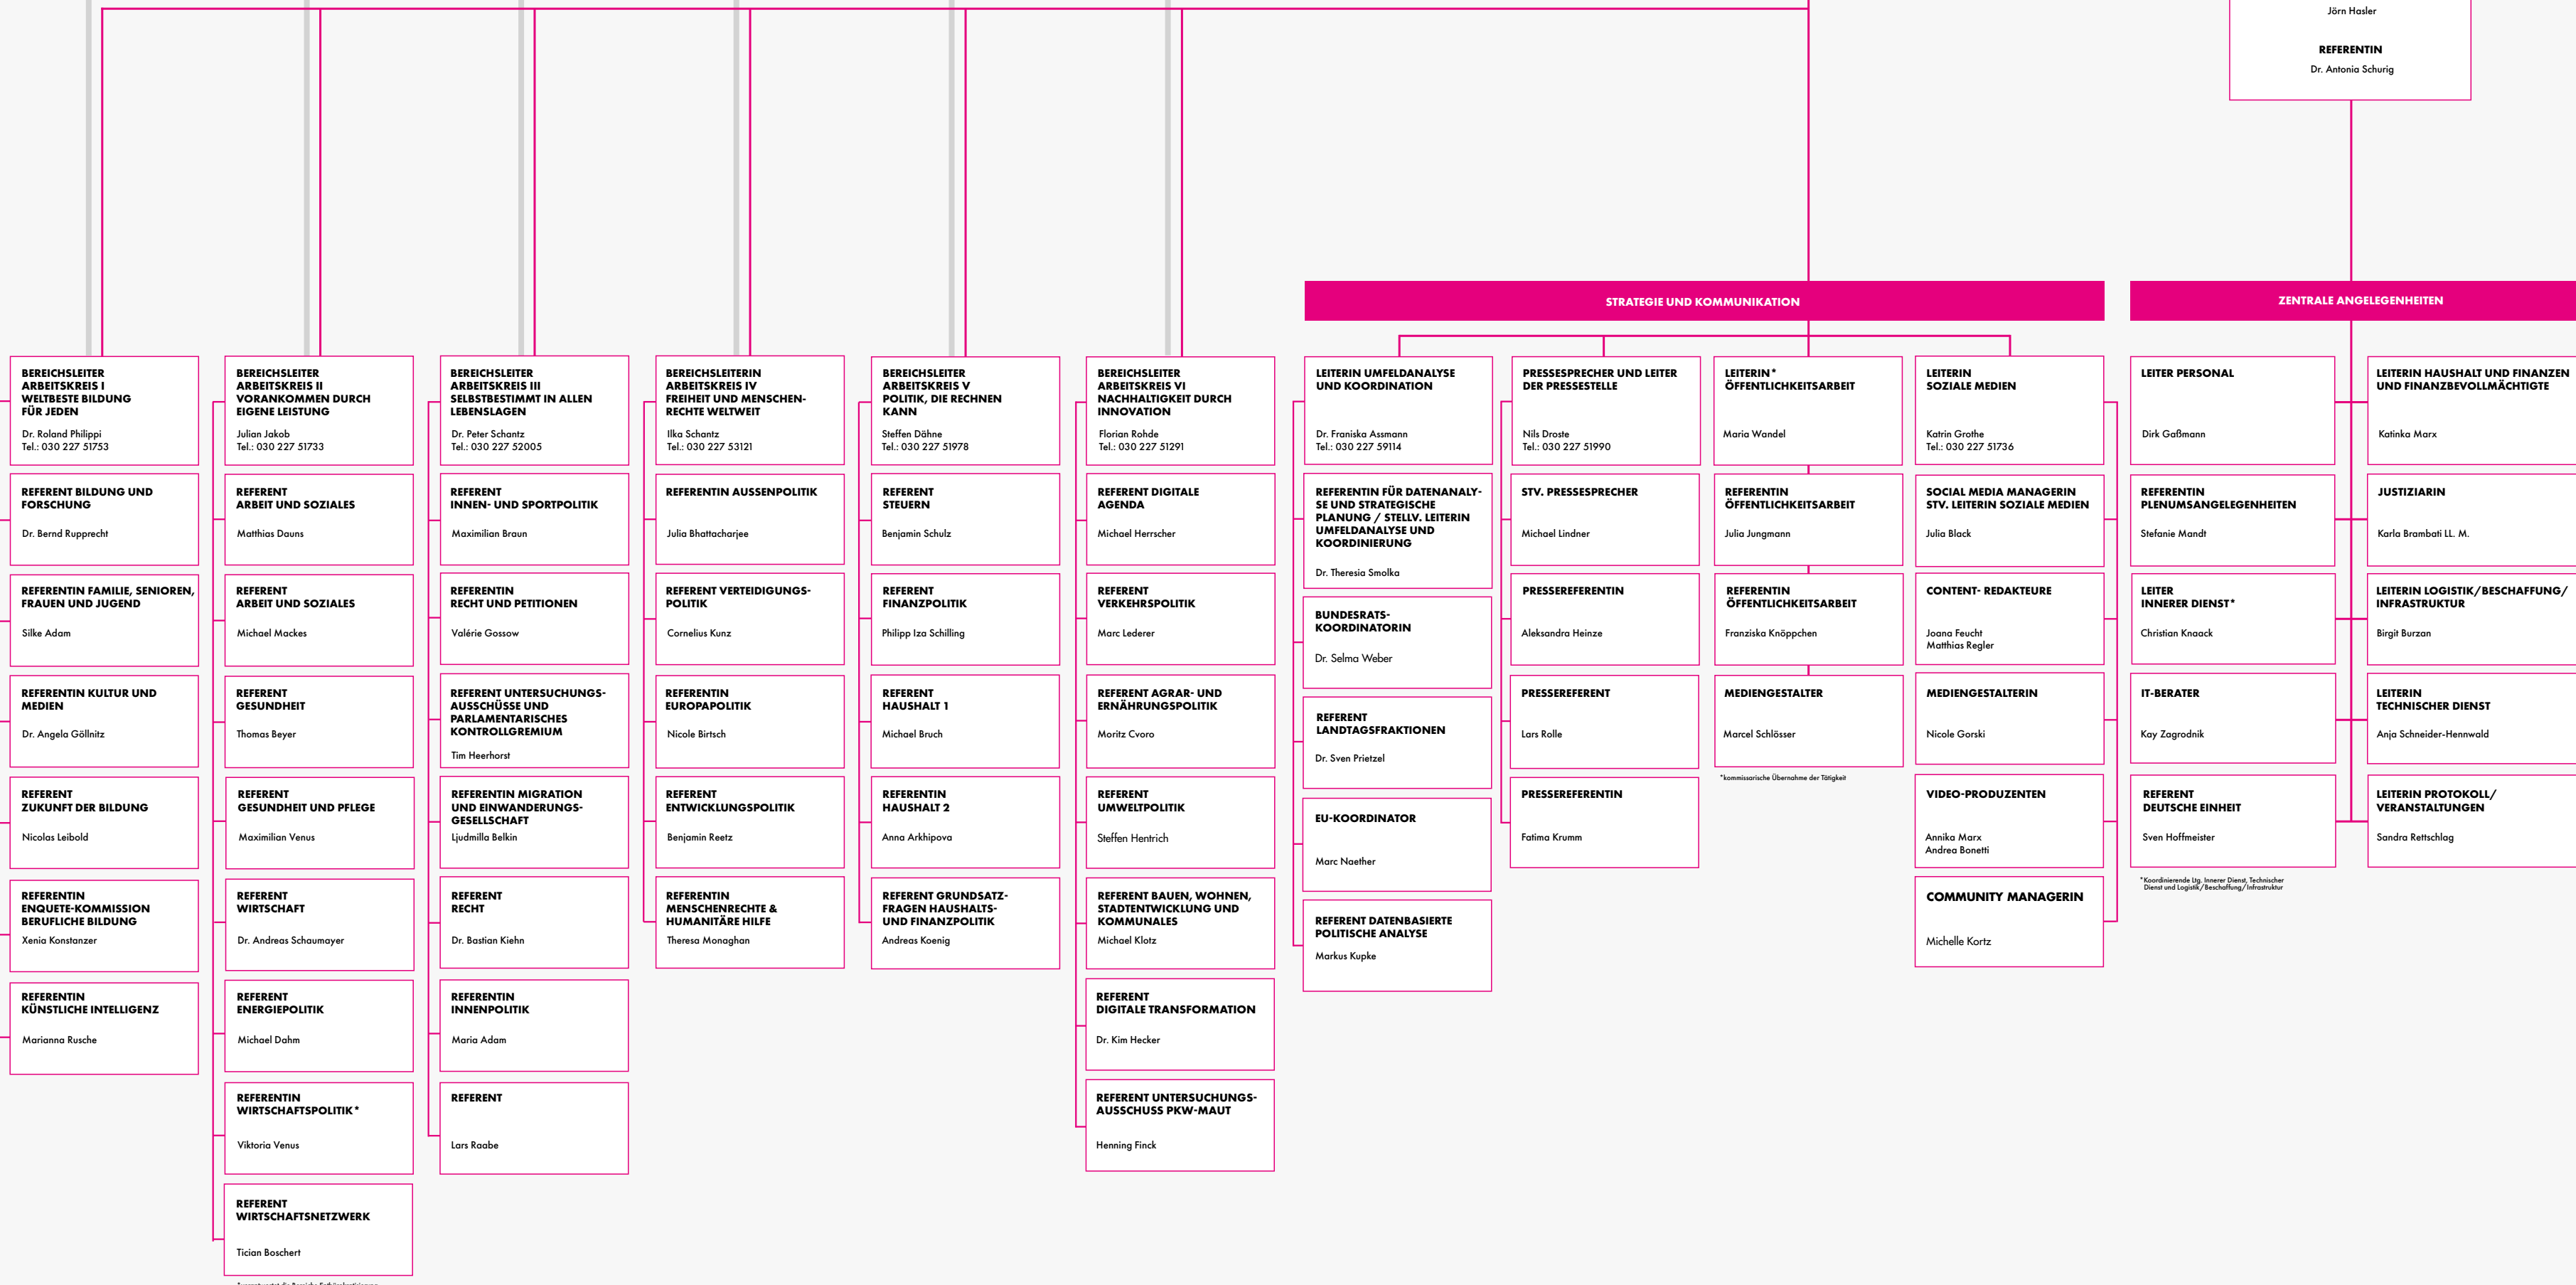 Jörn Hasler
REFERENTIN
Dr. Antonia Schurig
STRATEGIE UND KOMMUNIKATION
ZENTRALE ANGELEGENHEITEN
BEREICHSLEITER
ARBEITSKREIS I
WELTBESTE BILDUNG
FÜR JEDEN
Dr. Roland Philippi
Tel.: 030 227 51753
REFERENT BILDUNG UND
FORSCHUNG
Dr. Bernd Rupprecht
REFERENTIN FAMILIE, SENIOREN,
FRAUEN UND JUGEND
Silke Adam
REFERENTIN KULTUR UND
MEDIEN
Dr. Angela Göllnitz
REFERENT
ZUKUNFT DER BILDUNG
Nicolas Leibold
REFERENTIN
ENQUETE-KOMMISSION
BERUFLICHE BILDUNG
Xenia Konstanzer
REFERENTIN
KÜNSTLICHE INTELLIGENZ
Marianna Rusche
BEREICHSLEITER
ARBEITSKREIS II
VORANKOMMEN DURCH
EIGENE LEISTUNG
Julian Jakob
Tel.: 030 227 51733
REFERENT
ARBEIT UND SOZIALES
Matthias Dauns
REFERENT
ARBEIT UND SOZIALES
Michael Mackes
REFERENT
GESUNDHEIT
Thomas Beyer
REFERENT
GESUNDHEIT UND PFLEGE
Maximilian Venus
REFERENT
WIRTSCHAFT
Dr. Andreas Schaumayer
REFERENT
ENERGIEPOLITIK
Michael Dahm
REFERENTIN
WIRTSCHAFTSPOLITIK*
Viktoria Venus
REFERENT
WIRTSCHAFTSNETZWERK
Tician Boschert
BEREICHSLEITER
ARBEITSKREIS III
SELBSTBESTIMMT IN ALLEN
LEBENSLAGEN
Dr. Peter Schantz
Tel.: 030 227 52005
REFERENT
INNEN- UND SPORTPOLITIK
Maximilian Braun
REFERENTIN
RECHT UND PETITIONEN
Valérie Gossow
REFERENT UNTERSUCHUNGS-
AUSSCHÜSSE UND
PARLAMENTARISCHES
KONTROLLGREMIUM
Tim Heerhorst
REFERENTIN MIGRATION
UND EINWANDERUNGS-
GESELLSCHAFT
Ljudmilla Belkin
REFERENT
RECHT
Dr. Bastian Kiehn
REFERENTIN
INNENPOLITIK
Maria Adam
REFERENT
Lars Raabe
BEREICHSLEITERIN
ARBEITSKREIS IV
FREIHEIT UND MENSCHEN-
RECHTE WELTWEIT
Ilka Schantz
Tel.: 030 227 53121
REFERENTIN AUSSENPOLITIK
Julia Bhattacharjee
REFERENT VERTEIDIGUNGS-
POLITIK
Cornelius Kunz
REFERENTIN
EUROPAPOLITIK
Nicole Birtsch
REFERENT
ENTWICKLUNGSPOLITIK
Benjamin Reetz
REFERENTIN
MENSCHENRECHTE &
HUMANITÄRE HILFE
Theresa Monaghan
BEREICHSLEITER
ARBEITSKREIS V
POLITIK, DIE RECHNEN
KANN
Steffen Dähne
Tel.: 030 227 51978
REFERENT
STEUERN
Benjamin Schulz
REFERENT
FINANZPOLITIK
Philipp Iza Schilling
REFERENT
HAUSHALT 1
Michael Bruch
REFERENTIN
HAUSHALT 2
Anna Arkhipova
REFERENT GRUNDSATZ-
FRAGEN HAUSHALTS-
UND FINANZPOLITIK
Andreas Koenig
BEREICHSLEITER
ARBEITSKREIS VI
NACHHALTIGKEIT DURCH
INNOVATION
Florian Rohde
Tel.: 030 227 51291
REFERENT DIGITALE
AGENDA
Michael Herrscher
REFERENT
VERKEHRSPOLITIK
Marc Lederer
REFERENT AGRAR- UND
ERNÄHRUNGSPOLITIK
Moritz Cvoro
REFERENT
UMWELTPOLITIK
Steffen Hentrich
REFERENT BAUEN, WOHNEN,
STADTENTWICKLUNG UND
KOMMUNALES
Michael Klotz
REFERENT
DIGITALE TRANSFORMATION
Dr. Kim Hecker
REFERENT UNTERSUCHUNGS-
AUSSCHUSS PKW-MAUT
Henning Finck
LEITERIN UMFELDANALYSE
UND KOORDINATION
Dr. Franiska Assmann
Tel.: 030 227 59114
REFERENTIN FÜR DATENANALY-
SE UND STRATEGISCHE
PLANUNG / STELLV. LEITERIN
UMFELDANALYSE UND
KOORDINIERUNG
Dr. Theresia Smolka
BUNDESRATS-
KOORDINATORIN
Dr. Selma Weber
REFERENT
LANDTAGSFRAKTIONEN
Dr. Sven Prietzel
EU-KOORDINATOR
Marc Naether
REFERENT DATENBASIERTE
POLITISCHE ANALYSE
Markus Kupke
PRESSESPRECHER UND LEITER
DER PRESSESTELLE
Nils Droste
Tel.: 030 227 51990
STV. PRESSESPRECHER
Michael Lindner
PRESSEREFERENTIN
Aleksandra Heinze
PRESSEREFERENT
Lars Rolle
PRESSEREFERENTIN
Fatima Krumm
LEITERIN*
ÖFFENTLICHKEITSARBEIT
Maria Wandel
REFERENTIN
ÖFFENTLICHKEITSARBEIT
Julia Jungmann
REFERENTIN
ÖFFENTLICHKEITSARBEIT
Franziska Knöppchen
MEDIENGESTALTER
Marcel Schlösser
*kommissarische Übernahme der Tätigkeit
LEITERIN
SOZIALE MEDIEN
Katrin Grothe
Tel.: 030 227 51736
SOCIAL MEDIA MANAGERIN
STV. LEITERIN SOZIALE MEDIEN
Julia Black
CONTENT- REDAKTEURE
Joana Feucht
Matthias Regler
MEDIENGESTALTERIN
Nicole Gorski
VIDEO-PRODUZENTEN
Annika Marx
Andrea Bonetti
COMMUNITY MANAGERIN
Michelle Kortz
LEITER PERSONAL
Dirk Gaßmann
REFERENTIN
PLENUMSANGELEGENHEITEN
Stefanie Mandt
LEITER
INNERER DIENST*
Christian Knaack
IT-BERATER
Kay Zagrodnik
REFERENT
DEUTSCHE EINHEIT
Sven Hoffmeister
*Koordinierende Ltg. Innerer Dienst, Technischer
Dienst und Logistik/Beschaffung/Infrastruktur
LEITERIN HAUSHALT UND FINANZEN
UND FINANZBEVOLLMÄCHTIGTE
Katinka Marx
JUSTIZIARIN
Karla Brambati LL. M.
LEITERIN LOGISTIK/BESCHAFFUNG/
INFRASTRUKTUR
Birgit Burzan
LEITERIN
TECHNISCHER DIENST
Anja Schneider-Hennwald
LEITERIN PROTOKOLL/
VERANSTALTUNGEN
Sandra Rettschlag